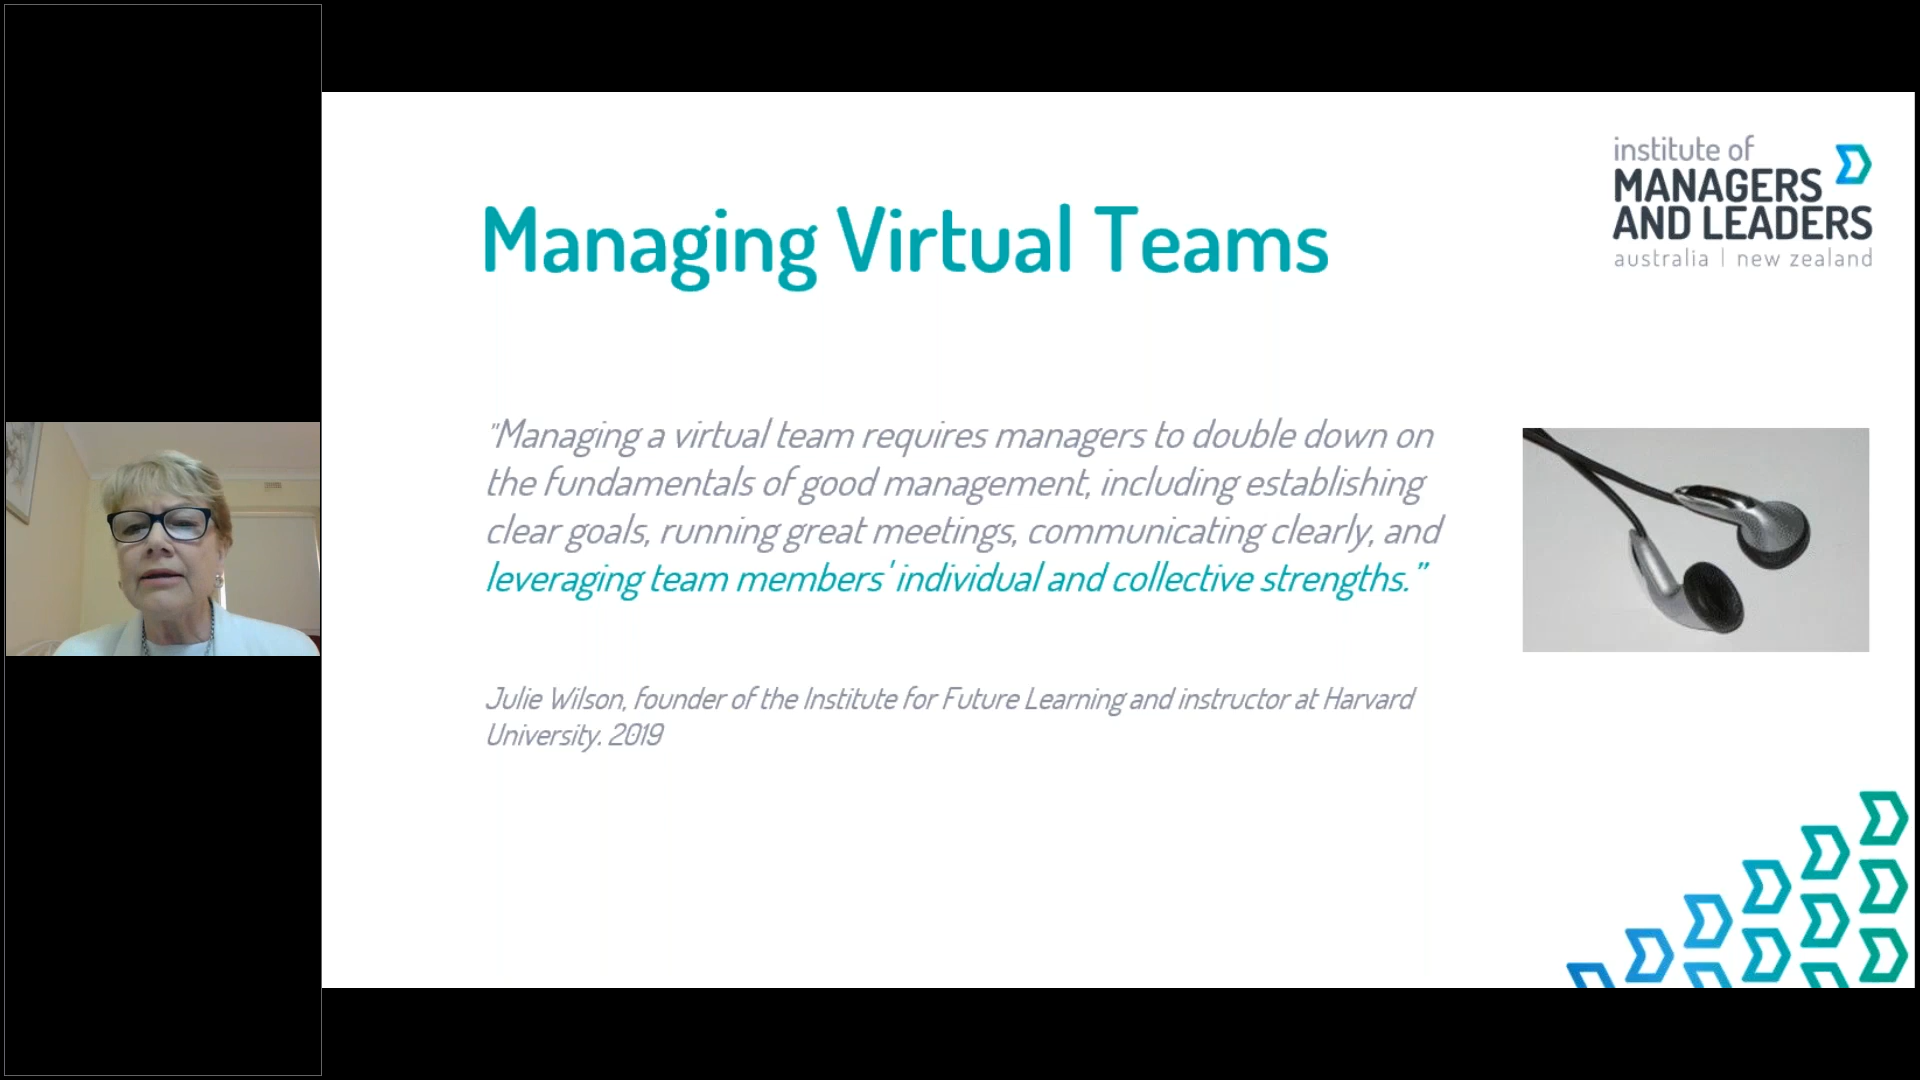 institute of
MANAGERS
AND LEADERS
australia | new zealand
Managing Virtual Teams
"Managing a virtual team requires managers to double down on
the fundamentals of good management, including establishing
clear goals, running great meetings, communicating clearly, and
leveraging team members' individual and collective strengths.”
Julie Wilson, founder of the Institute for Future Learning and instructor at Harvard
University. 2019